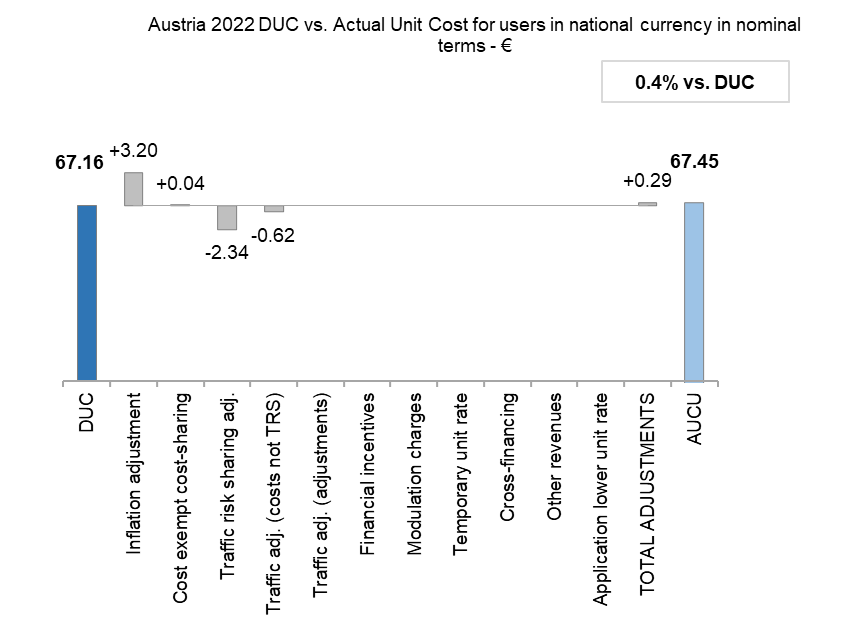 Austria 2022 DUC vs. Actual Unit Cost for users in national currency in nominal
terms - €
0.4% vs. DUC
67.16
+3.20
+0.04
-2.34
-0.62
+0.29
67.45
DUC
Inflation adjustment
Cost exempt cost-sharing
Traffic risk sharing adj.
Traffic adj. (costs not TRS)
Traffic adj. (adjustments)
Financial incentives
Modulation charges
Temporary unit rate
Cross-financing
Other revenues
Application lower unit rate
TOTAL ADJUSTMENTS
AUCU